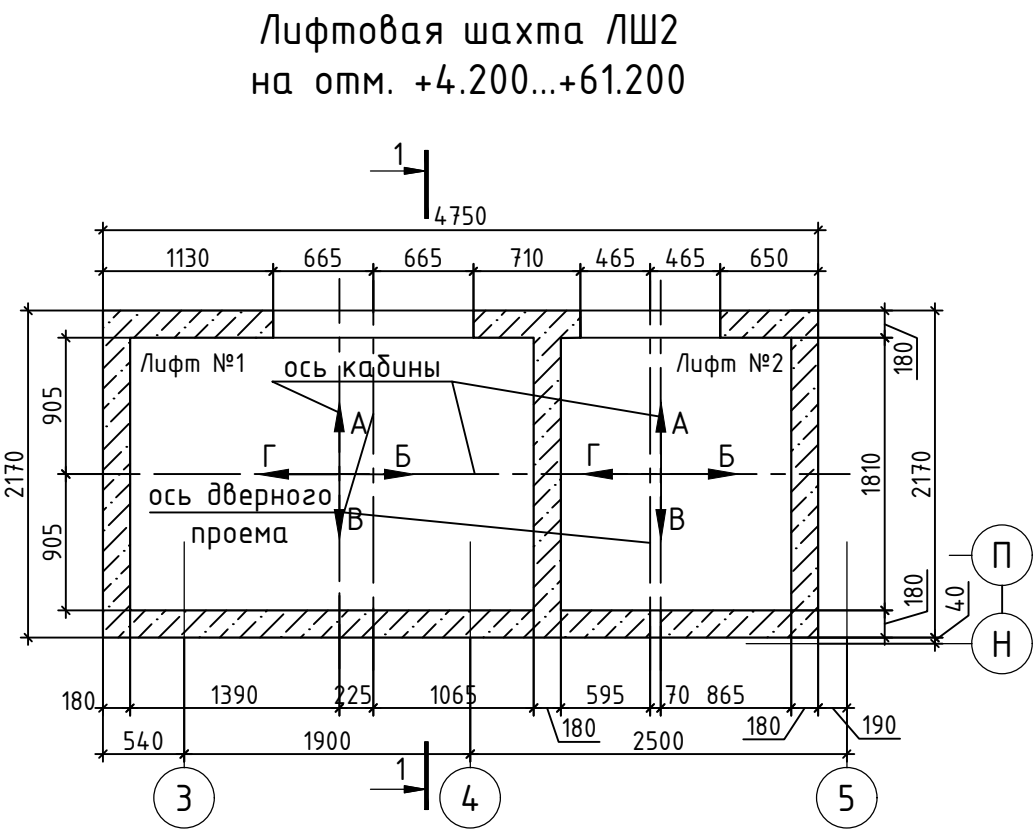 Лифтовая шахта ЛШ2
на отм. +4.200...+61.200
1
4750
1130 665 665 710 465 465 650
Лифт №1
Лифт №2
ось кабины
А
А
Г Б Г Б
ось дверного
проема
В
В
905
905
2170
180
1810
2170
180
40
П
Н
180 1390 225 1065 595 70 865
180 180 190
540 1900 2500
1
3 4 5